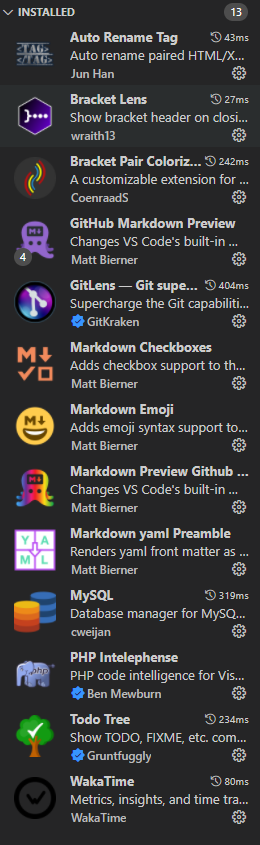 INSTALLED 13
<TAG>
</TAG>
Auto Rename Tag 43ms
Auto rename paired HTML/X...
Jun Han
Bracket Lens 27ms
Show bracket header on closi...
wraith13
Bracket Pair Coloriz... 242ms
A customizable extension for ...
CoenraadS
M
4
GitHub Markdown Preview
Changes VS Code's built-in ...
Matt Bierner
GitLens — Git supe... 404ms
Supercharge the Git capabiliti...
GitKraken
M
Markdown Checkboxes
Adds checkbox support to th...
Matt Bierner
M
Markdown Emoji
Adds emoji syntax support to...
Matt Bierner
M
Markdown Preview Github ...
Changes VS Code's built-in ...
Matt Bierner
YA
ML
Markdown yaml Preamble
Renders yaml front matter as ...
Matt Bierner
MySQL 319ms
Database manager for MySQ...
cweijan
php
PHP Intelephense
PHP code intelligence for Vis...
Ben Mewburn
Todo Tree 234ms
Show TODO, FIXME, etc. com...
Gruntfuggly
WakaTime 80ms
Metrics, insights, and time tra...
WakaTime